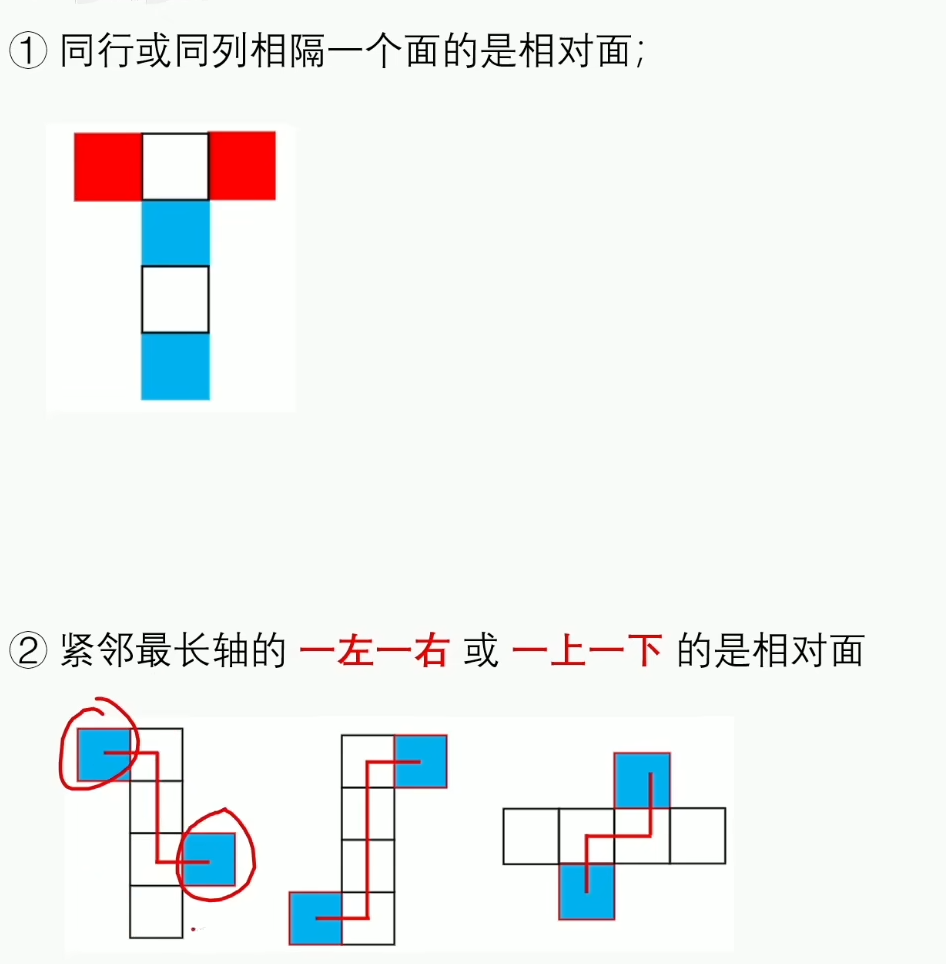 ① 同行或同列相隔一个面的是相对面；
② 紧邻最长轴的 一左一右 或 一上一下 的是相对面